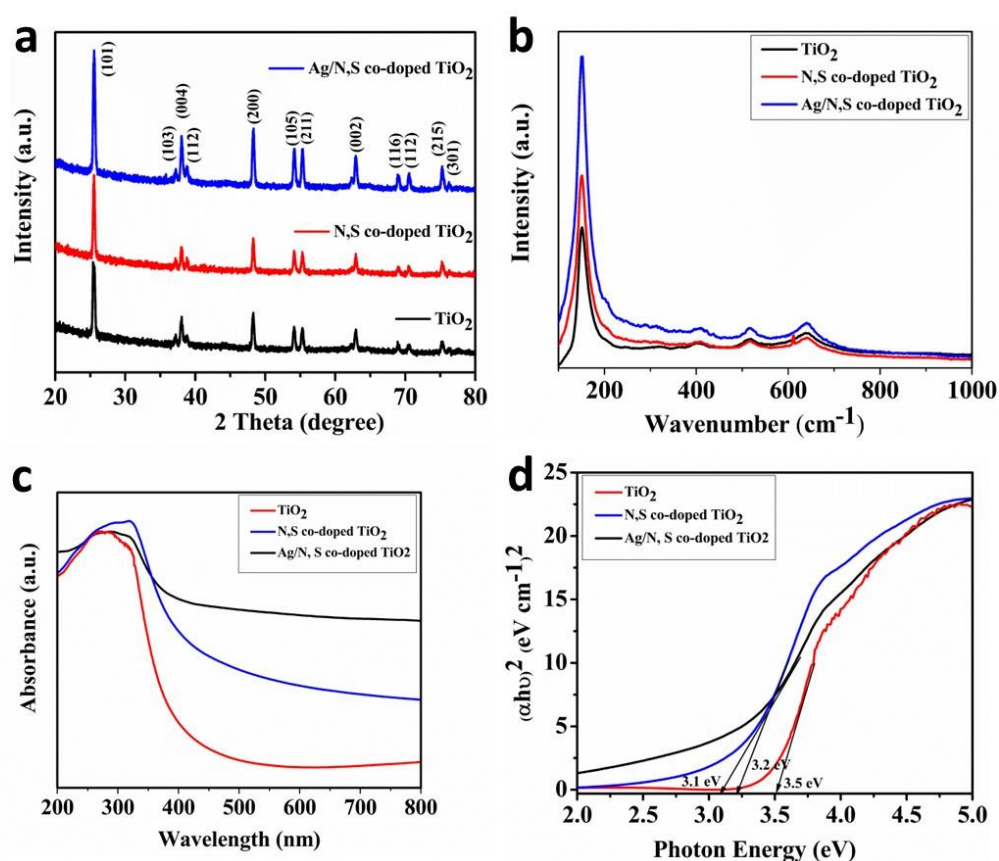 a
Intensity (a.u.)
(101)
(103)
(004)
(112)
(200)
(105)
(211)
(002)
(116)
(112)
(215)
(301)
Ag/N,S co-doped TiO2
N,S co-doped TiO2
TiO2
20 30 40 50 60 70 80
2 Theta (degree)
b
Intensity (a.u.)
TiO2
N,S co-doped TiO2
Ag/N,S co-doped TiO2
200 400 600 800 1000
Wavenumber (cm-1)
c
Absorbance (a.u.)
TiO2
N,S co-doped TiO2
Ag/N, S co-doped TiO2
200 300 400 500 600 700 800
Wavelength (nm)
d
(αhυ)2 (eV cm-1)2
25
20
15
10
5
0
TiO2
N,S co-doped TiO2
Ag/N, S co-doped TiO2
3.1 eV
3.2 eV
3.5 eV
2.0 2.5 3.0 3.5 4.0 4.5 5.0
Photon Energy (eV)